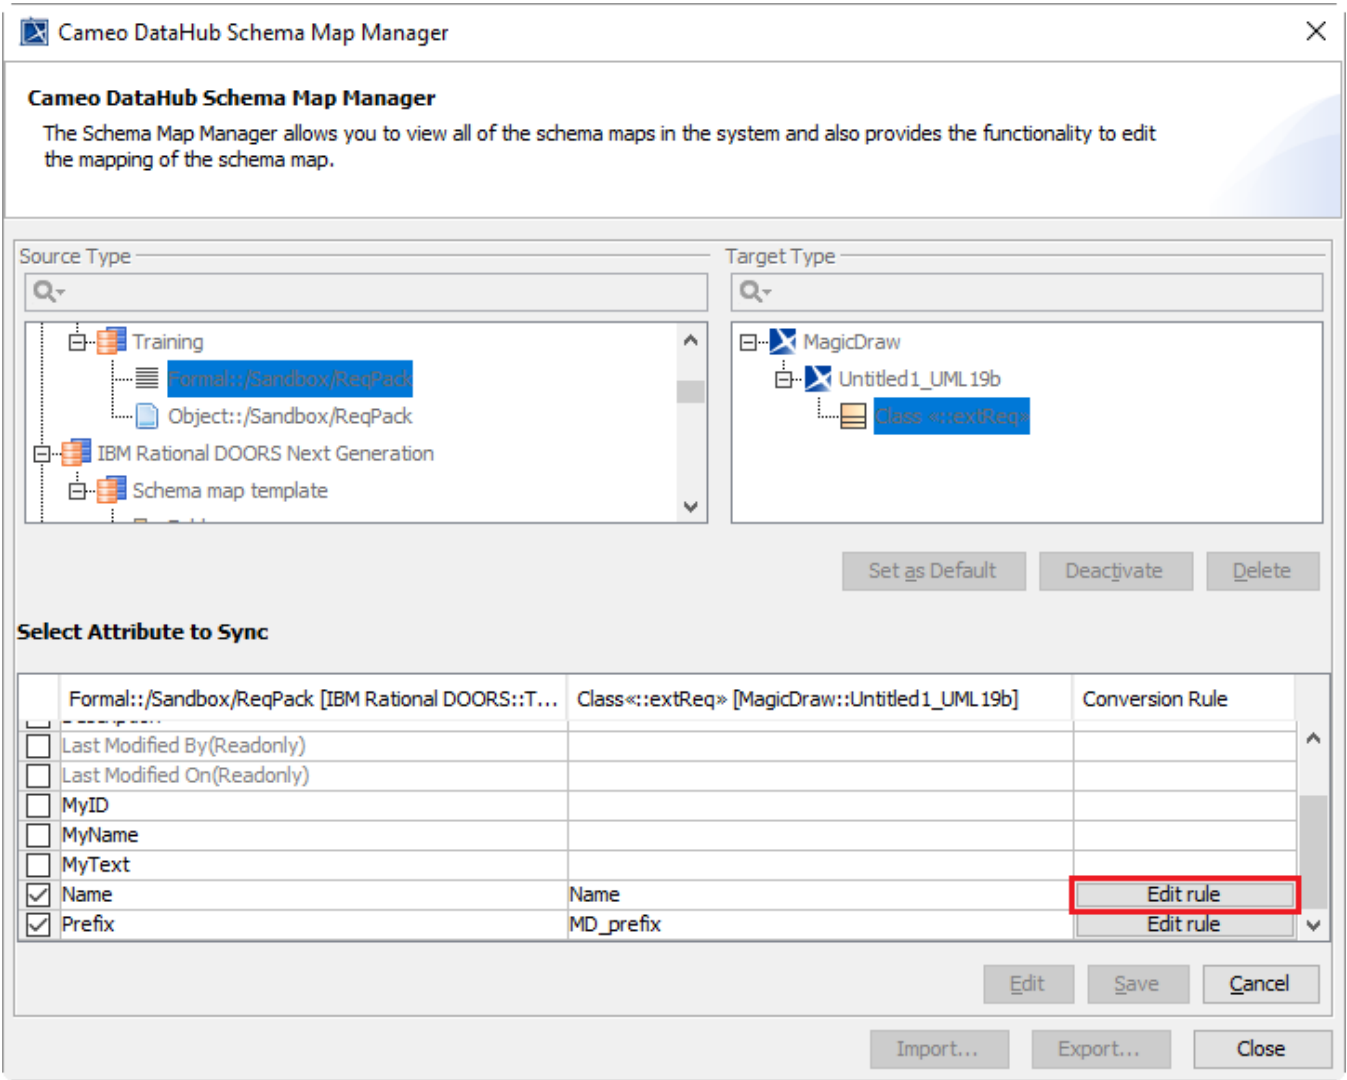 Cameo DataHub Schema Map Manager
Cameo DataHub Schema Map Manager
The Schema Map Manager allows you to view all of the schema maps in the system and also provides the functionality to edit
the mapping of the schema map.
Source Type
Target Type
Training
Formal::/Sandbox/ReqPack
Object::/Sandbox/ReqPack
IBM Rational DOORS Next Generation
Schema map template
MagicDraw
Untitled1_UML19b
Class «::extReq»
Set as Default
Deactivate
Delete
Select Attribute to Sync
Formal::/Sandbox/ReqPack [IBM Rational DOORS::T...
Class«::extReq» [MagicDraw::Untitled1_UML19b]
Conversion Rule
Last Modified By(Readonly)
Last Modified On(Readonly)
MyID
MyName
MyText
Name
Name
Edit rule
Prefix
MD_prefix
Edit rule
Edit
Save
Cancel
Import...
Export...
Close